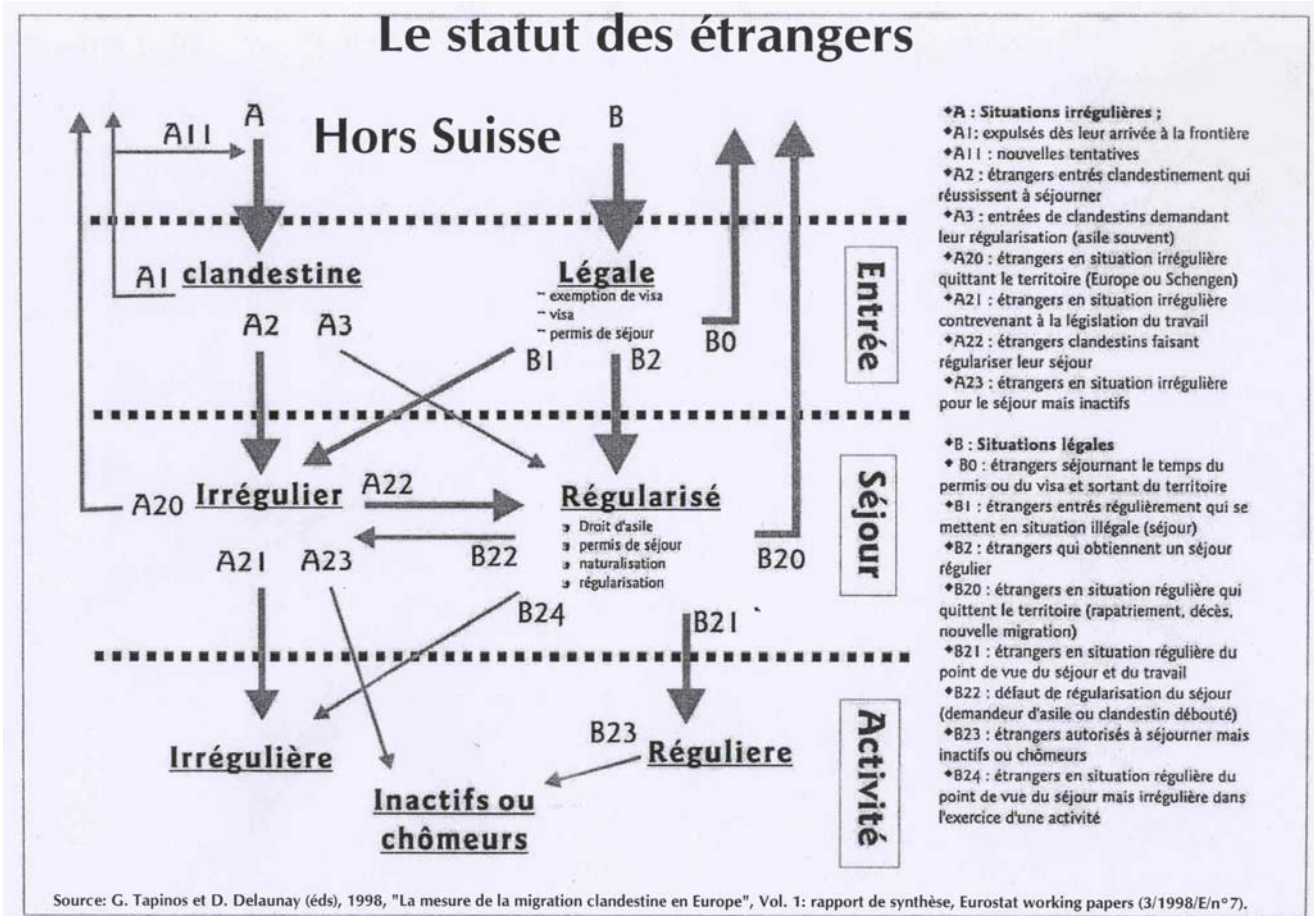 Le statut des étrangers
A
B
A11
Hors Suisse
A1
clandestine
Légale
~ exemption de visa
~ visa
~ permis de séjour
A2
A3
B1
B2
B0
Entrée
A20
Irrégulier
A22
Régularisé
Droit d'asile
permis de séjour
naturalisation
régularisation
B22
B20
A21
A23
B24
B21
Séjour
Irrégulière
B23
Réguliere
Inactifs ou
chômeurs
Activité
◆A : Situations irrégulières ;
◆A1: expulsés dès leur arrivée à la frontière
◆A11 : nouvelles tentatives
◆A2 : étrangers entrés clandestinement qui
réussissent à séjourner
◆A3 : entrées de clandestins demandant
leur régularisation (asile souvent)
◆A20 : étrangers en situation irrégulière
quittant le territoire (Europe ou Schengen)
◆A21 : étrangers en situation irrégulière
contrevenant à la législation du travail
◆A22 : étrangers clandestins faisant
régulariser leur séjour
◆A23 : étrangers en situation irrégulière
pour le séjour mais inactifs
◆B : Situations légales
◆ B0 : étrangers séjournant le temps du
permis ou du visa et sortant du territoire
◆B1 : étrangers entrés régulièrement qui se
mettent en situation illégale (séjour)
◆B2 : étrangers qui obtiennent un séjour
régulier
◆B20 : étrangers en situation régulière qui
quittent le territoire (rapatriement, décès,
nouvelle migration)
◆B21 : étrangers en situation régulière du
point de vue du séjour et du travail
◆B22 : défaut de régularisation du séjour
(demandeur d'asile ou clandestin débouté)
◆B23 : étrangers autorisés à séjourner mais
inactifs ou chômeurs
◆B24 : étrangers en situation régulière du
point de vue du séjour mais irrégulière dans
l'exercice d'une activité
Source: G. Tapinos et D. Delaunay (éds), 1998, "La mesure de la migration clandestine en Europe", Vol. 1: rapport de synthèse, Eurostat working papers (3/1998/E/n°7).